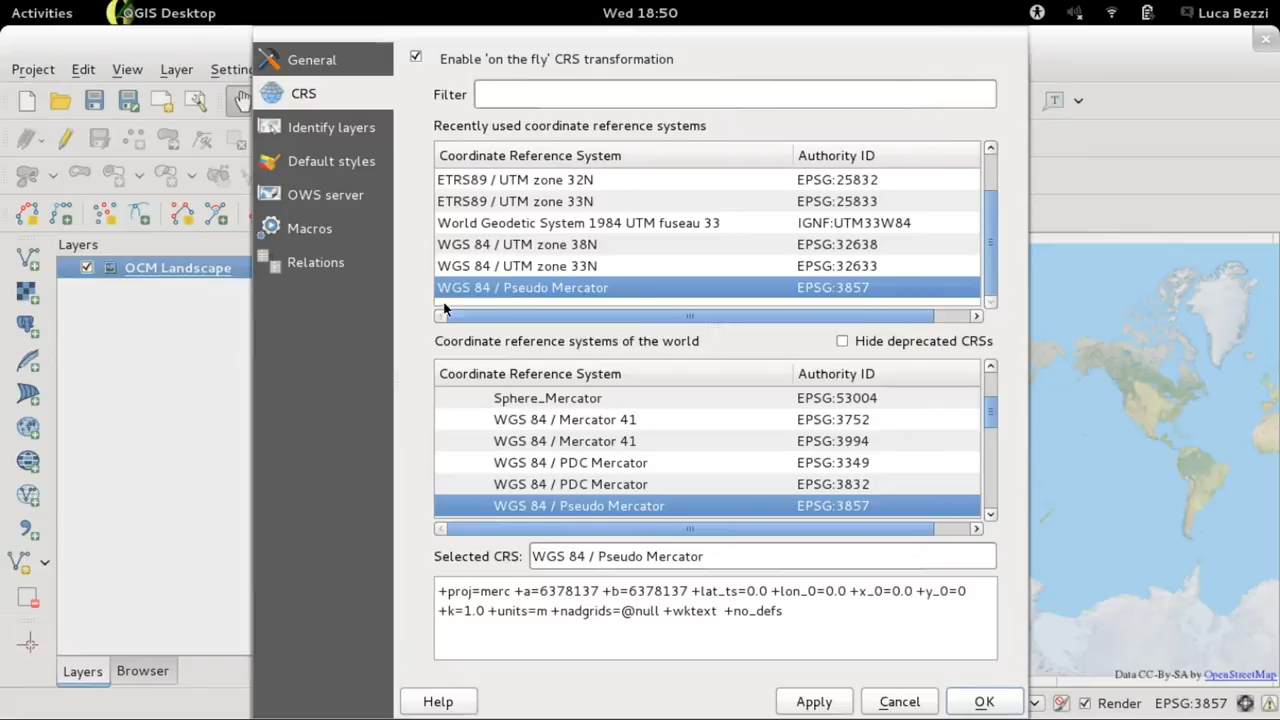 Activities QGIS Desktop Wed 18:50 Luca Bezzi
Project Edit View Layer
General
CRS
Identify layers
Default styles
OWS server
Macros
Relations
Enable 'on the fly' CRS transformation
Filter
Recently used coordinate reference systems
Coordinate Reference System Authority ID
ETRS89 / UTM zone 32N EPSG:25832
ETRS89 / UTM zone 33N EPSG:25833
World Geodetic System 1984 UTM fuseau 33 IGNF:UTM33W84
WGS 84 / UTM zone 38N EPSG:32638
WGS 84 / UTM zone 33N EPSG:32633
WGS 84 / Pseudo Mercator EPSG:3857
Coordinate reference systems of the world Hide deprecated CRSs
Coordinate Reference System Authority ID
Sphere_Mercator EPSG:53004
WGS 84 / Mercator 41 EPSG:3752
WGS 84 / Mercator 41 EPSG:3994
WGS 84 / PDC Mercator EPSG:3349
WGS 84 / PDC Mercator EPSG:3832
WGS 84 / Pseudo Mercator EPSG:3857
Selected CRS: WGS 84 / Pseudo Mercator
+proj=merc +a=6378137 +b=6378137 +lat_ts=0.0 +lon_0=0.0 +x_0=0.0 +y_0=0
+k=1.0 +units=m +nadgrids=@null +wktext +no_defs
Help Apply Cancel OK
Layers
OCM Landscape
Layers Browser
T
Data CC-By-SA by OpenStreetMap
Render EPSG:3857